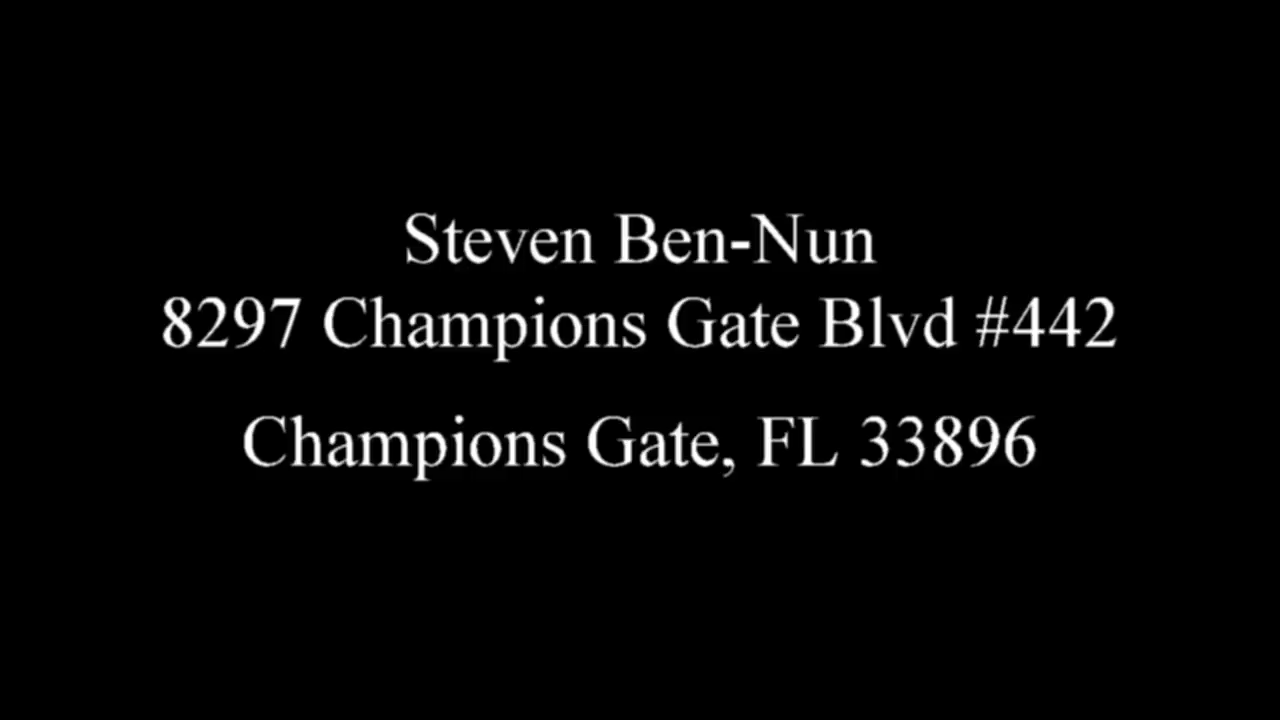 Steven Ben-Nun
8297 Champions Gate Blvd #442
Champions Gate, FL 33896